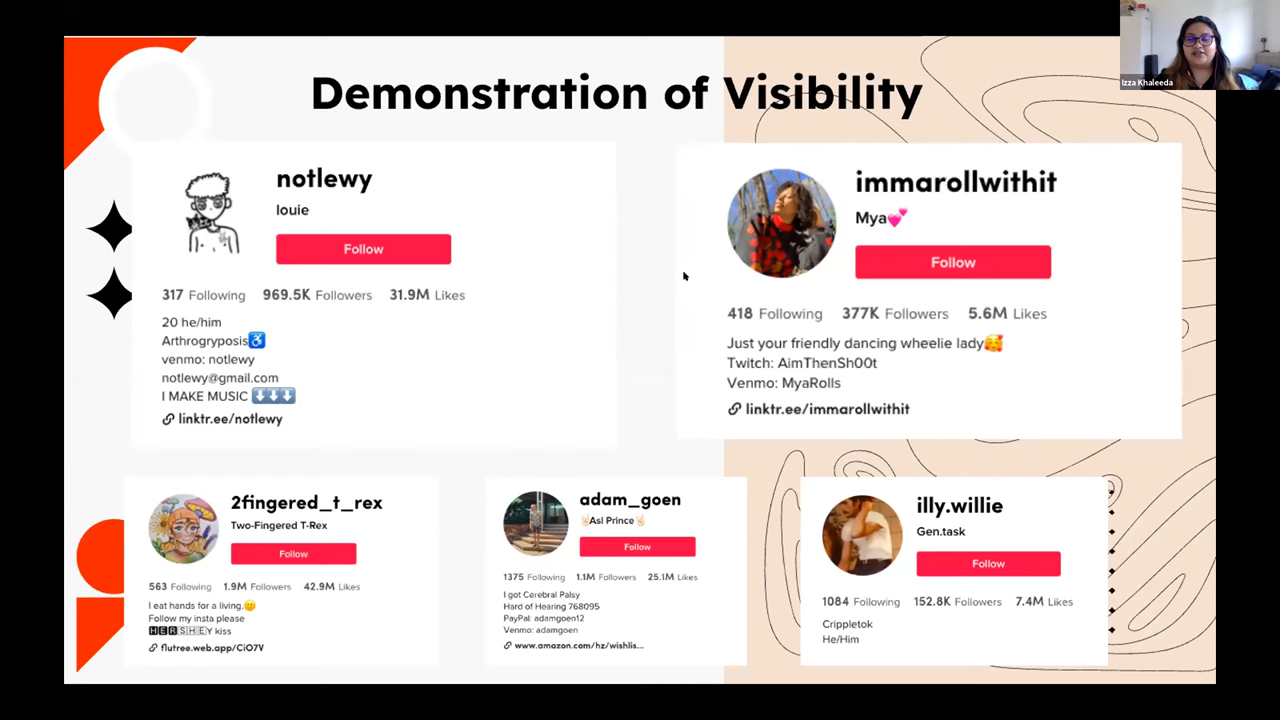 Izza Khaleeda
Demonstration of Visibility
notlewy
louie
Follow
317 Following 969.5K Followers 31.9M Likes
20 he/him
Arthrogryposis♿
venmo: notlewy
notlewy@gmail.com
I MAKE MUSIC ⬇️⬇️⬇️
linktr.ee/notlewy
immarollwithit
Mya💕
Follow
418 Following 377K Followers 5.6M Likes
Just your friendly dancing wheelie lady🥰
Twitch: AimThenSh00t
Venmo: MyaRolls
linktr.ee/immarollwithit
2fingered_t_rex
Two-Fingered T-Rex
Follow
563 Following 1.9M Followers 42.9M Likes
I eat hands for a living.🙂
Follow my insta please
🅷🅴🆁🅂🄷🄴Y kiss
flutree.web.app/CiO7V
adam_goen
✌🏻Asl Prince✌🏻
Follow
1375 Following 1.1M Followers 25.1M Likes
I got Cerebral Palsy
Hard of Hearing 768095
PayPal: adamgoen12
Venmo: adamgoen
www.amazon.com/hz/wishlis...
illy.willie
Gen.task
Follow
1084 Following 152.8K Followers 7.4M Likes
Crippletok
He/Him